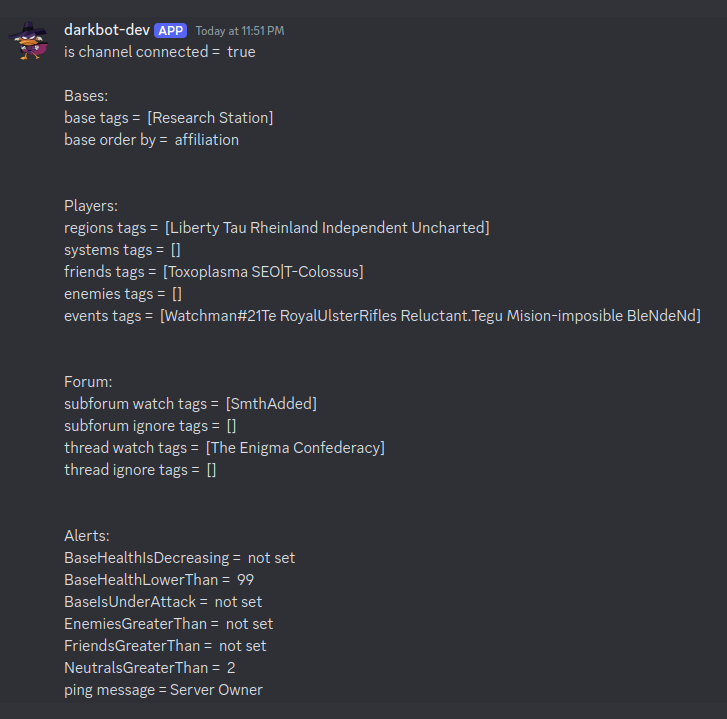 darkbot-dev APP Today at 11:51 PM
is channel connected = true
Bases:
base tags = [Research Station]
base order by = affiliation
Players:
regions tags = [Liberty Tau Rheinland Independent Uncharted]
systems tags = []
friends tags = [Toxoplasma SEO|T-Colossus]
enemies tags = []
events tags = [Watchman#21Te RoyalUlsterRifles Reluctant.Tegu Mision-imposible BleNdeNd]
Forum:
subforum watch tags = [SmthAdded]
subforum ignore tags = []
thread watch tags = [The Enigma Confederacy]
thread ignore tags = []
Alerts:
BaseHealthIsDecreasing = not set
BaseHealthLowerThan = 99
BaseIsUnderAttack = not set
EnemiesGreaterThan = not set
FriendsGreaterThan = not set
NeutralsGreaterThan = 2
ping message = Server Owner